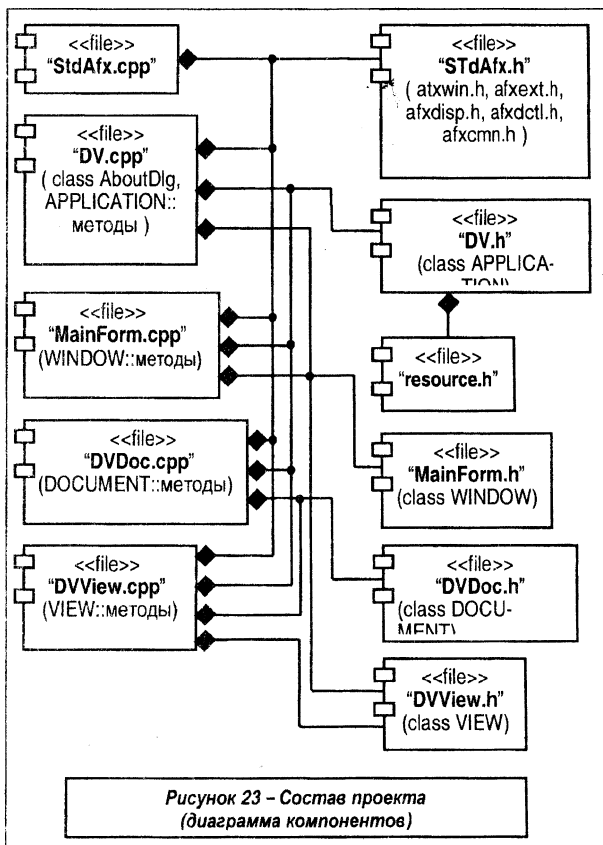 <<file>>
“StdAfx.cpp”
<<file>>
“STdAfx.h”
( atxwin.h, afxext.h,
afxdisp.h, afxdctl.h,
afxcmn.h )
<<file>>
“DV.cpp”
( class AboutDlg,
APPLICATION::
методы )
<<file>>
“DV.h”
(class APPLICA-
TION)
<<file>>
“MainForm.cpp”
(WINDOW::методы)
<<file>>
“resource.h”
<<file>>
“DVDoc.cpp”
(DOCUMENT::методы)
<<file>>
“MainForm.h”
(class WINDOW)
<<file>>
“DVView.cpp”
(VIEW::методы)
<<file>>
“DVDoc.h”
(class DOCU-
MENT)
<<file>>
“DVView.h”
(class VIEW)
Рисунок 23 – Состав проекта
(диаграмма компонентов)